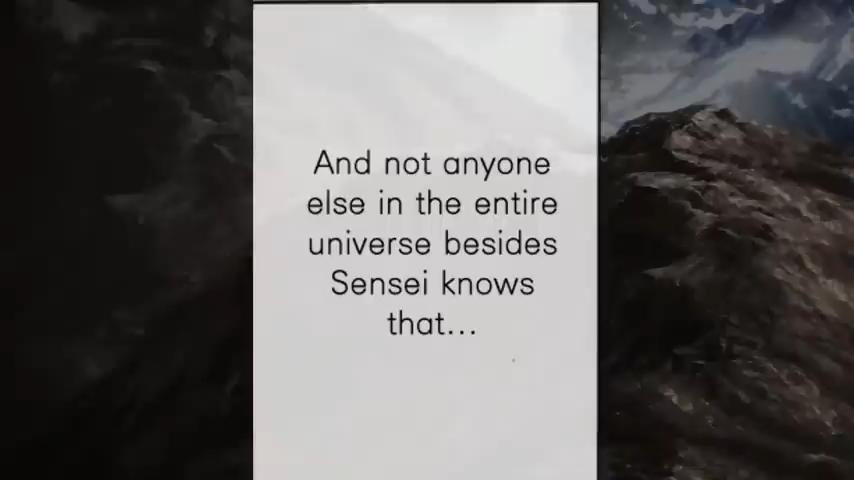 And not anyone
else in the entire
universe besides
Sensei knows
that...